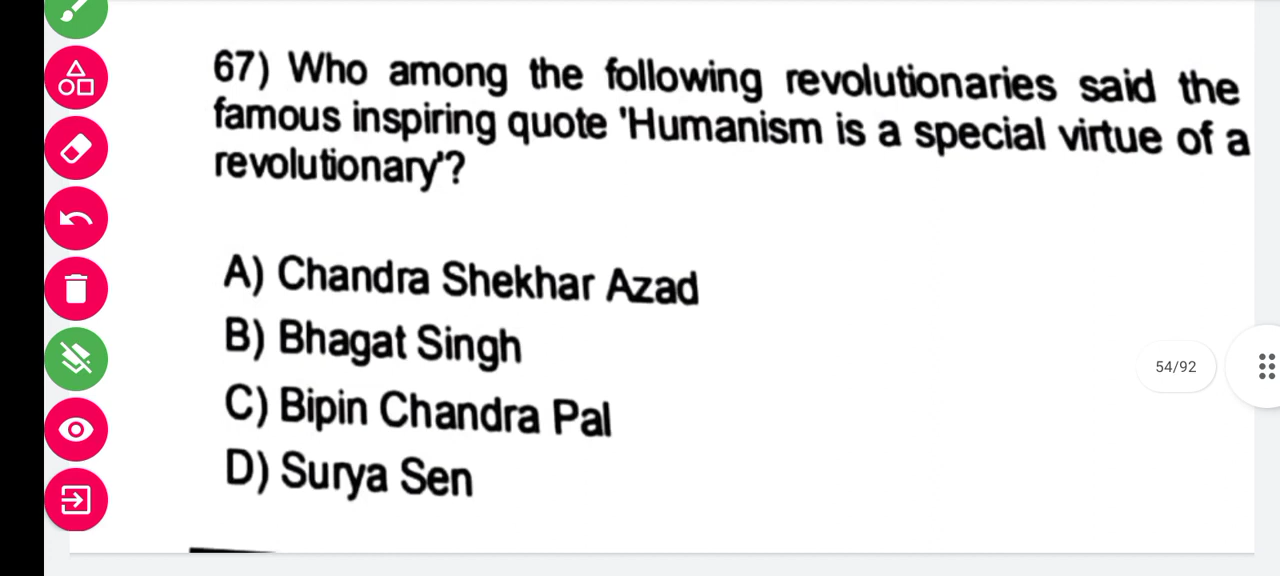 67) Who among the following revolutionaries said the
famous inspiring quote 'Humanism is a special virtue of a
revolutionary'?
A) Chandra Shekhar Azad
B) Bhagat Singh
C) Bipin Chandra Pal
D) Surya Sen
54/92